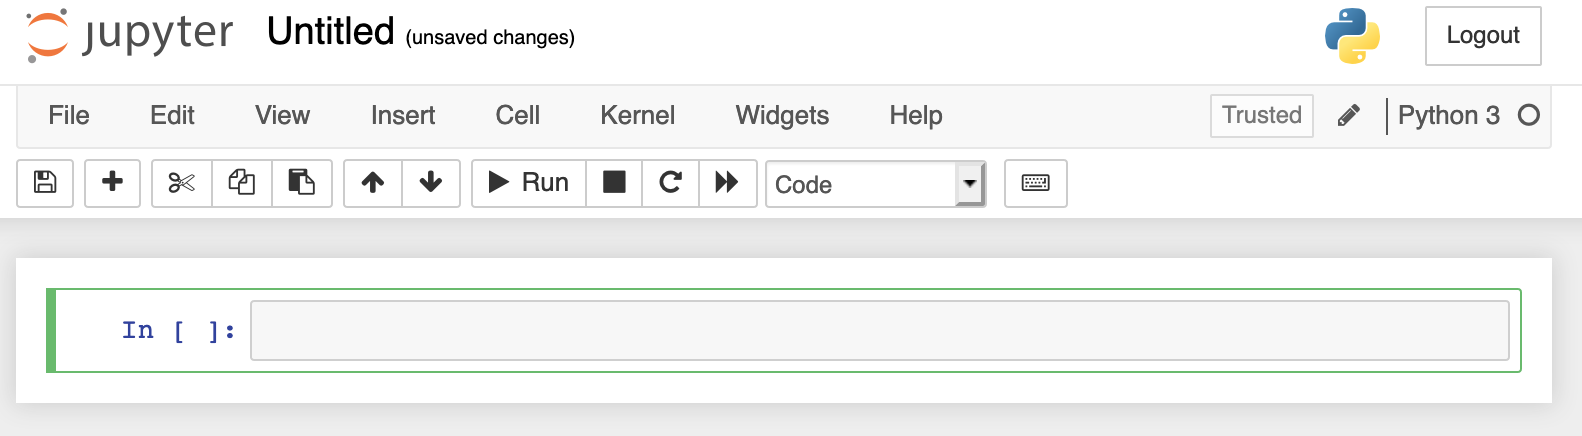 jupyter Untitled (unsaved changes) Logout
File Edit View Insert Cell Kernel Widgets Help Trusted Python 3
Run Code
In [ ]: